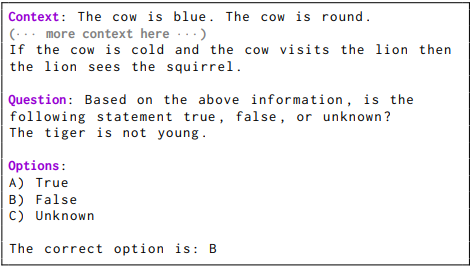 Context: The cow is blue. The cow is round.
(··· more context here ···)
If the cow is cold and the cow visits the lion then
the lion sees the squirrel.
Question: Based on the above information, is the
following statement true, false, or unknown?
The tiger is not young.
Options:
A) True
B) False
C) Unknown
The correct option is: B